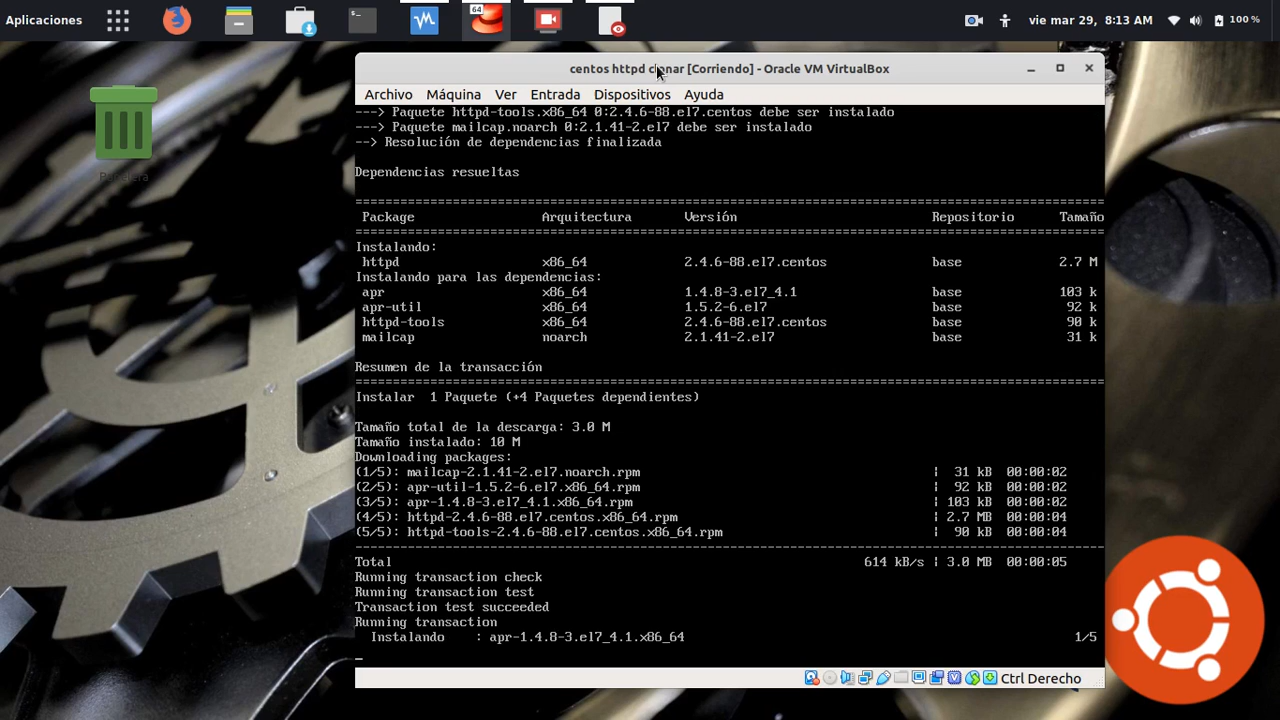 Aplicaciones
64
vie mar 29, 8:13 AM
100 %
Papelera
centos httpd clonar [Corriendo] - Oracle VM VirtualBox
Archivo Máquina Ver Entrada Dispositivos Ayuda
---> Paquete httpd-tools.x86_64 0:2.4.6-88.el7.centos debe ser instalado
---> Paquete mailcap.noarch 0:2.1.41-2.el7 debe ser instalado
--> Resolución de dependencias finalizada
Dependencias resueltas
================================================================================
Package Arquitectura Versión Repositorio Tamaño
================================================================================
Instalando:
httpd x86_64 2.4.6-88.el7.centos base 2.7 M
Instalando para las dependencias:
apr x86_64 1.4.8-3.el7_4.1 base 103 k
apr-util x86_64 1.5.2-6.el7 base 92 k
httpd-tools x86_64 2.4.6-88.el7.centos base 90 k
mailcap noarch 2.1.41-2.el7 base 31 k
Resumen de la transacción
================================================================================
Instalar 1 Paquete (+4 Paquetes dependientes)
Tamaño total de la descarga: 3.0 M
Tamaño instalado: 10 M
Downloading packages:
(1/5): mailcap-2.1.41-2.el7.noarch.rpm | 31 kB 00:00:02
(2/5): apr-util-1.5.2-6.el7.x86_64.rpm | 92 kB 00:00:02
(3/5): apr-1.4.8-3.el7_4.1.x86_64.rpm | 103 kB 00:00:02
(4/5): httpd-2.4.6-88.el7.centos.x86_64.rpm | 2.7 MB 00:00:04
(5/5): httpd-tools-2.4.6-88.el7.centos.x86_64.rpm | 90 kB 00:00:04
--------------------------------------------------------------------------------
Total 614 kB/s | 3.0 MB 00:00:05
Running transaction check
Running transaction test
Transaction test succeeded
Running transaction
Instalando : apr-1.4.8-3.el7_4.1.x86_64 1/5
_
Ctrl Derecho